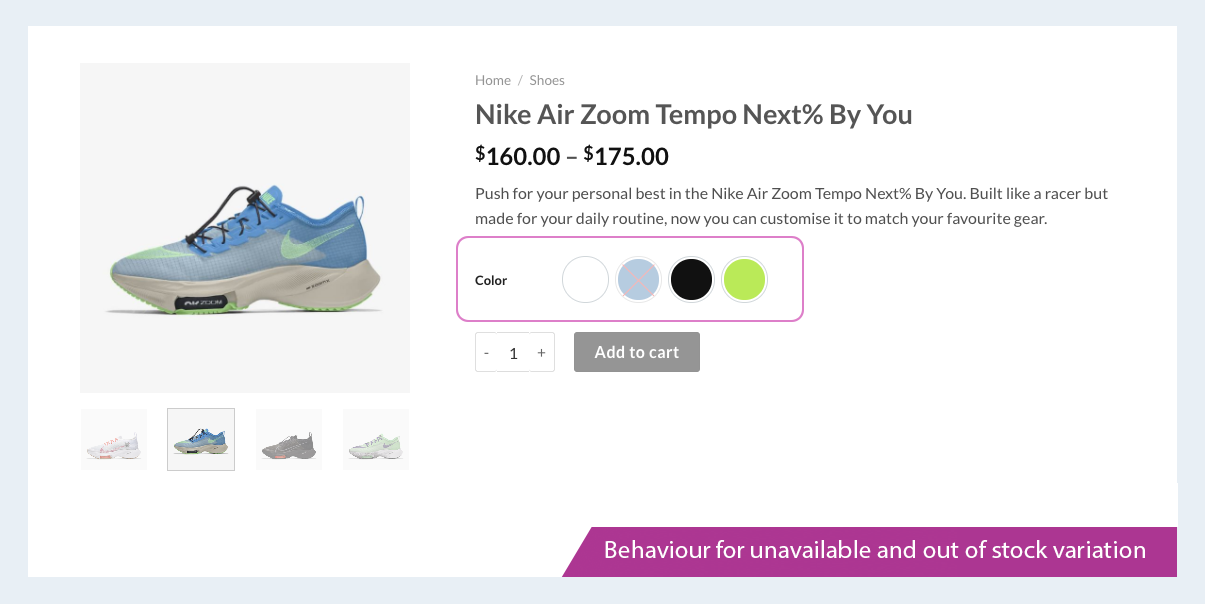 Home / Shoes
Nike Air Zoom Tempo Next% By You
$160.00 – $175.00
Push for your personal best in the Nike Air Zoom Tempo Next% By You. Built like a racer but
made for your daily routine, now you can customise it to match your favourite gear.
Color
- 1 +
Add to cart
ZOOM
Behaviour for unavailable and out of stock variation